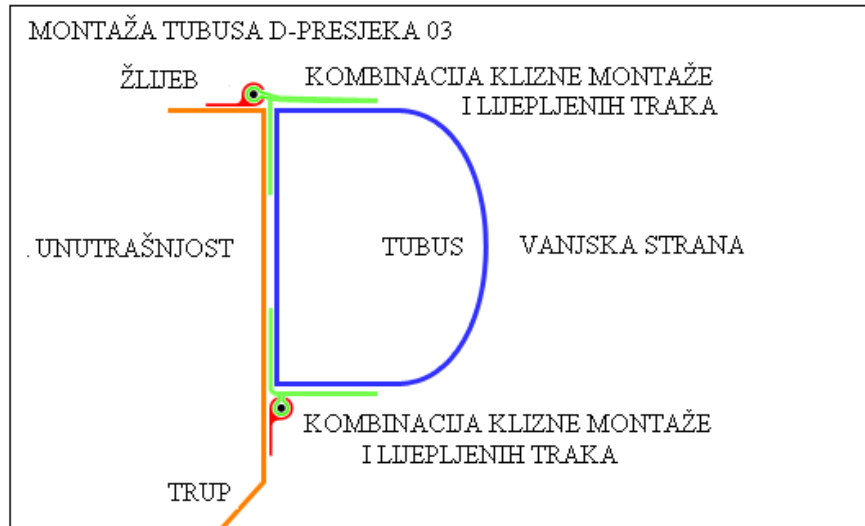 MONTAŽA TUBUSA D-PRESJEKA 03
ŽLIJEB
KOMBINACIJA KLIZNE MONTAŽE
I LIJEPLJENIH TRAKA
. UNUTRAŠNJOST
TUBUS
VANJSKA STRANA
KOMBINACIJA KLIZNE MONTAŽE
I LIJEPLJENIH TRAKA
TRUP